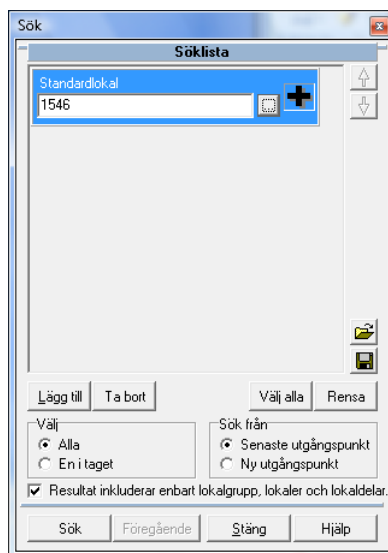 Sök
Söklista
Standardlokal
1546
Lägg till Ta bort Välj alla Rensa
Välj Sök från
Alla Senaste utgångspunkt
En i taget Ny utgångspunkt
Resultat inkluderar enbart lokalgrupp, lokaler och lokaldelar.
Sök Föregående Stäng Hjälp